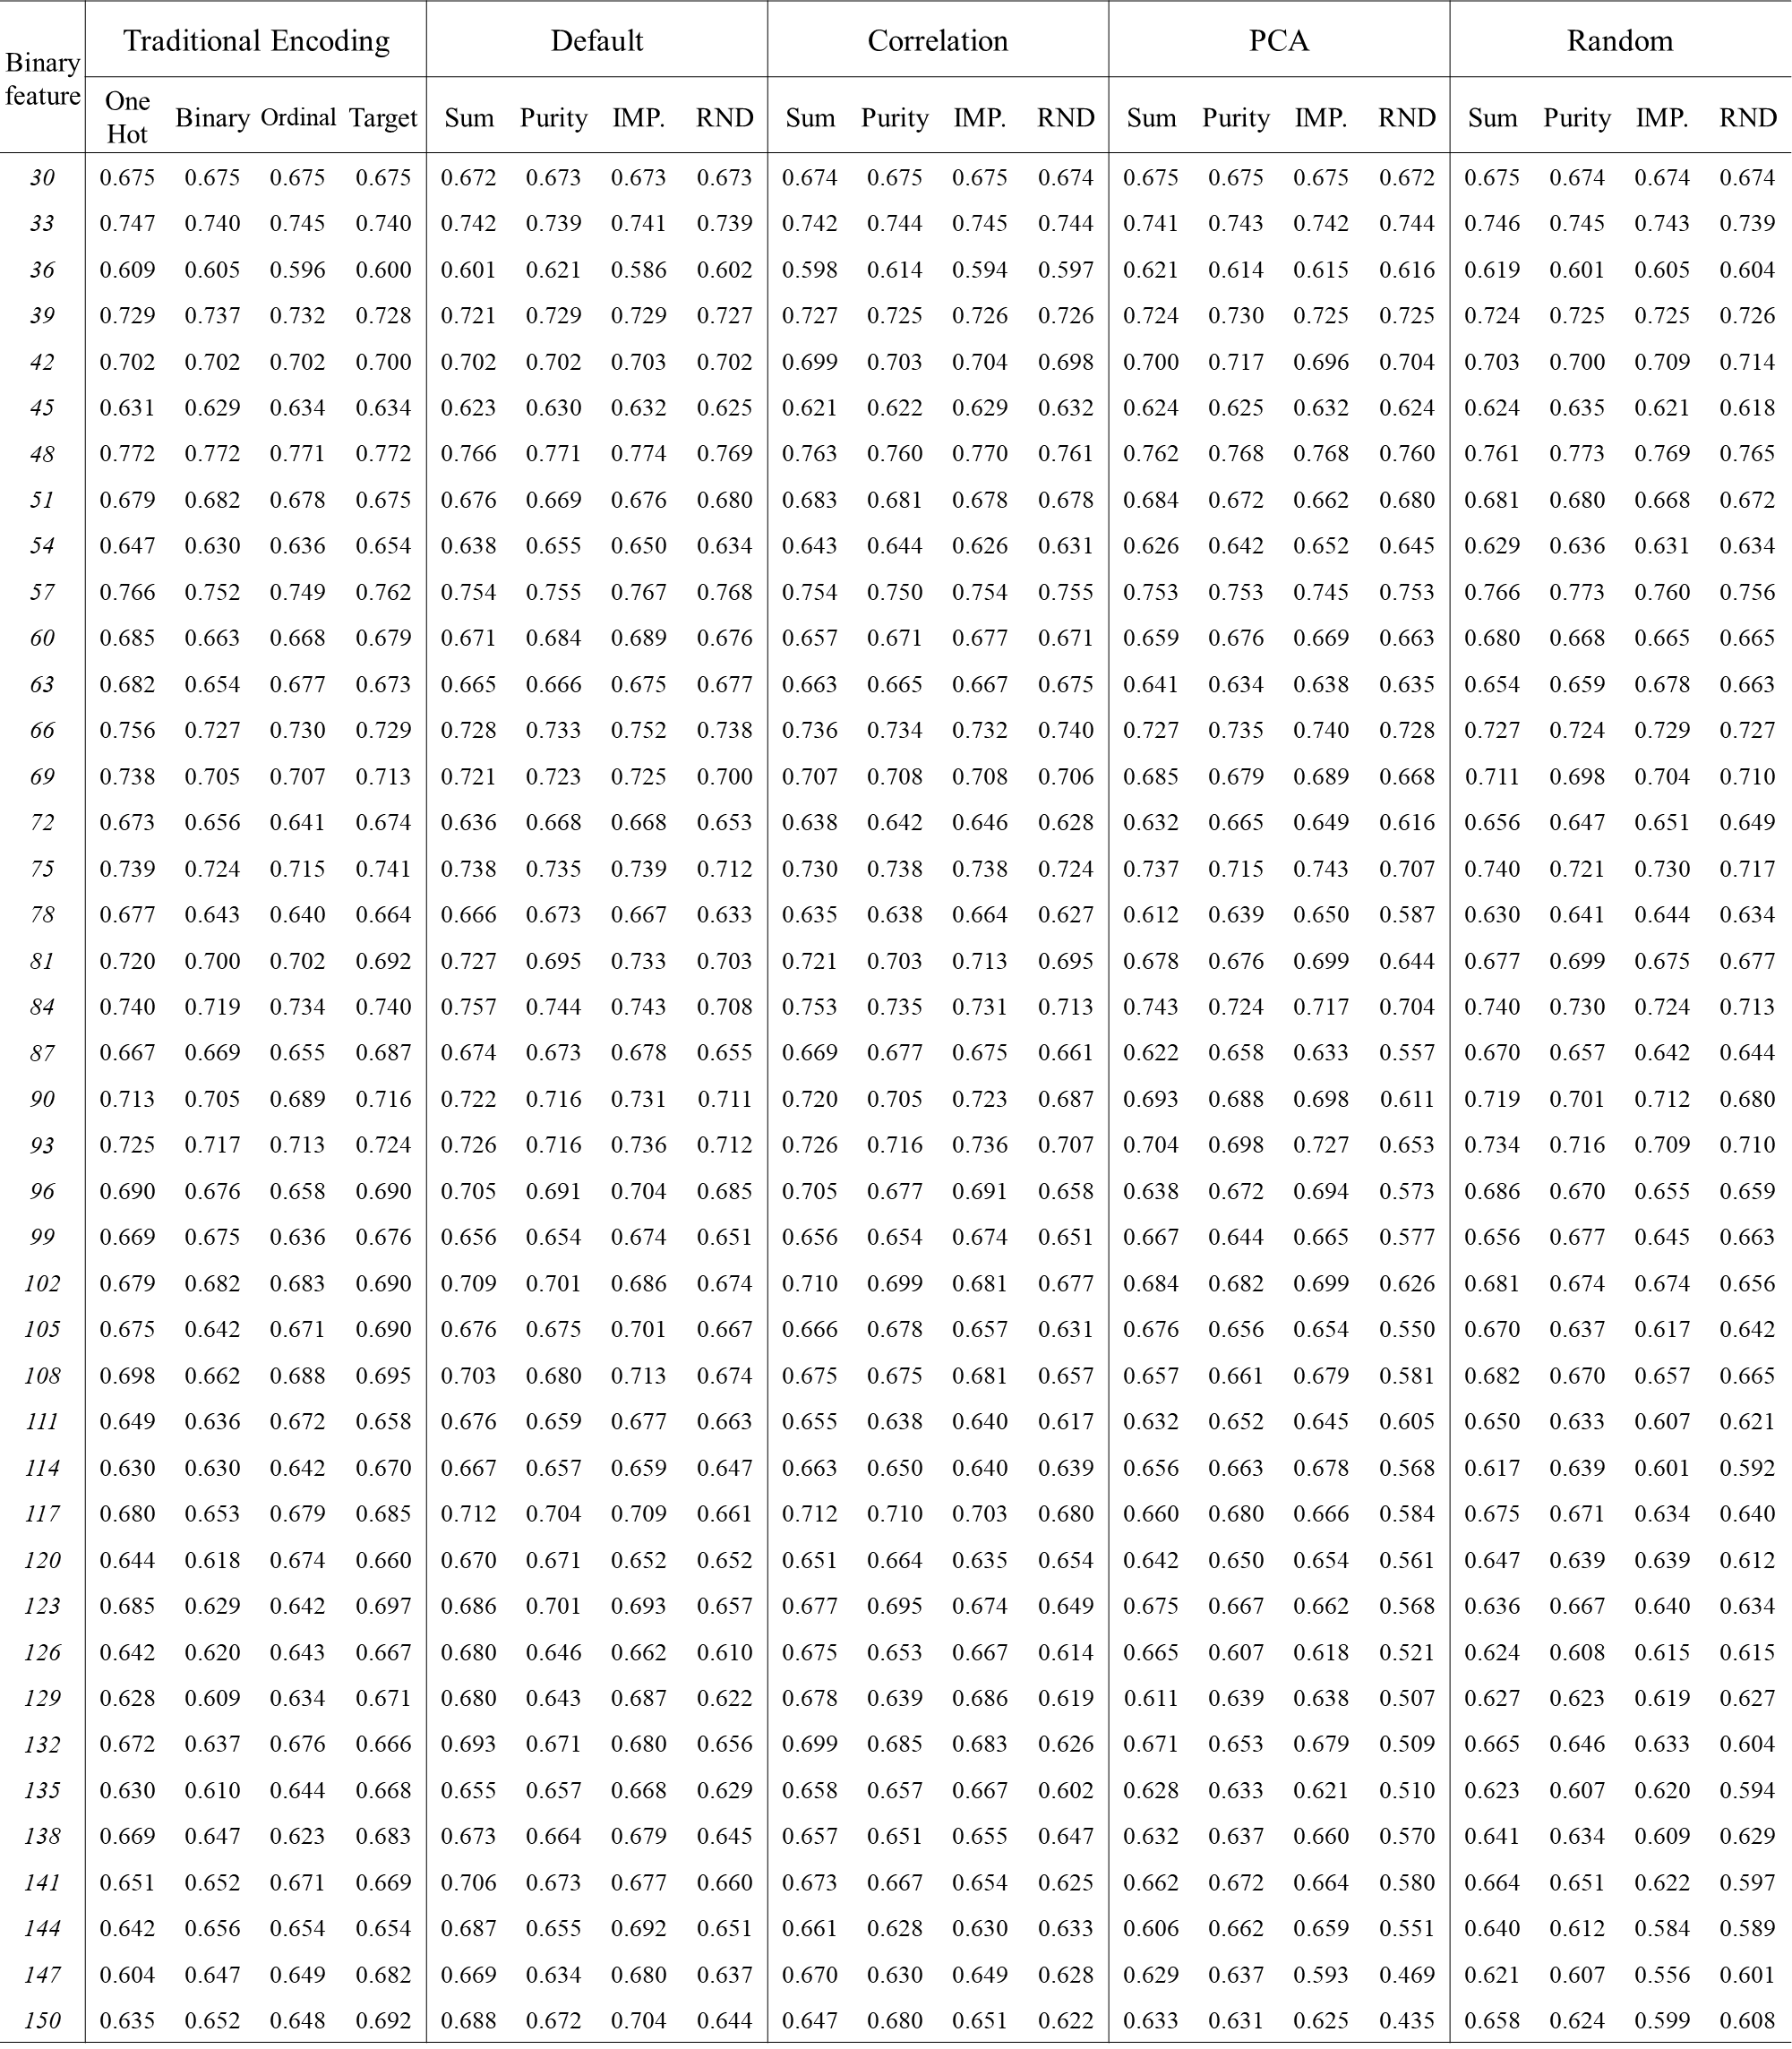 Traditional Encoding Default Correlation PCA Random
Binary feature
One Hot Binary Ordinal Target Sum Purity IMP. RND Sum Purity IMP. RND Sum Purity IMP. RND Sum Purity IMP. RND
30 0.675 0.675 0.675 0.675 0.672 0.673 0.673 0.673 0.674 0.675 0.675 0.674 0.675 0.675 0.675 0.672 0.675 0.674 0.674 0.674
33 0.747 0.740 0.745 0.740 0.742 0.739 0.741 0.739 0.742 0.744 0.745 0.744 0.741 0.743 0.742 0.744 0.746 0.745 0.743 0.739
36 0.609 0.605 0.596 0.600 0.601 0.621 0.586 0.602 0.598 0.614 0.594 0.597 0.621 0.614 0.615 0.616 0.619 0.601 0.605 0.604
39 0.729 0.737 0.732 0.728 0.721 0.729 0.729 0.727 0.727 0.725 0.726 0.726 0.724 0.730 0.725 0.725 0.724 0.725 0.725 0.726
42 0.702 0.702 0.702 0.700 0.702 0.702 0.703 0.702 0.699 0.703 0.704 0.698 0.700 0.717 0.696 0.704 0.703 0.700 0.709 0.714
45 0.631 0.629 0.634 0.634 0.623 0.630 0.632 0.625 0.621 0.622 0.629 0.632 0.624 0.625 0.632 0.624 0.624 0.635 0.621 0.618
48 0.772 0.772 0.771 0.772 0.766 0.771 0.774 0.769 0.763 0.760 0.770 0.761 0.762 0.768 0.768 0.760 0.761 0.773 0.769 0.765
51 0.679 0.682 0.678 0.675 0.676 0.669 0.676 0.680 0.683 0.681 0.678 0.678 0.684 0.672 0.662 0.680 0.681 0.680 0.668 0.672
54 0.647 0.630 0.636 0.654 0.638 0.655 0.650 0.634 0.643 0.644 0.626 0.631 0.626 0.642 0.652 0.645 0.629 0.636 0.631 0.634
57 0.766 0.752 0.749 0.762 0.754 0.755 0.767 0.768 0.754 0.750 0.754 0.755 0.753 0.753 0.745 0.753 0.766 0.773 0.760 0.756
60 0.685 0.663 0.668 0.679 0.671 0.684 0.689 0.676 0.657 0.671 0.677 0.671 0.659 0.676 0.669 0.663 0.680 0.668 0.665 0.665
63 0.682 0.654 0.677 0.673 0.665 0.666 0.675 0.677 0.663 0.665 0.667 0.675 0.641 0.634 0.638 0.635 0.654 0.659 0.678 0.663
66 0.756 0.727 0.730 0.729 0.728 0.733 0.752 0.738 0.736 0.734 0.732 0.740 0.727 0.735 0.740 0.728 0.727 0.724 0.729 0.727
69 0.738 0.705 0.707 0.713 0.721 0.723 0.725 0.700 0.707 0.708 0.708 0.706 0.685 0.679 0.689 0.668 0.711 0.698 0.704 0.710
72 0.673 0.656 0.641 0.674 0.636 0.668 0.668 0.653 0.638 0.642 0.646 0.628 0.632 0.665 0.649 0.616 0.656 0.647 0.651 0.649
75 0.739 0.724 0.715 0.741 0.738 0.735 0.739 0.712 0.730 0.738 0.738 0.724 0.737 0.715 0.743 0.707 0.740 0.721 0.730 0.717
78 0.677 0.643 0.640 0.664 0.666 0.673 0.667 0.633 0.635 0.638 0.664 0.627 0.612 0.639 0.650 0.587 0.630 0.641 0.644 0.634
81 0.720 0.700 0.702 0.692 0.727 0.695 0.733 0.703 0.721 0.703 0.713 0.695 0.678 0.676 0.699 0.644 0.677 0.699 0.675 0.677
84 0.740 0.719 0.734 0.740 0.757 0.744 0.743 0.708 0.753 0.735 0.731 0.713 0.743 0.724 0.717 0.704 0.740 0.730 0.724 0.713
87 0.667 0.669 0.655 0.687 0.674 0.673 0.678 0.655 0.669 0.677 0.675 0.661 0.622 0.658 0.633 0.557 0.670 0.657 0.642 0.644
90 0.713 0.705 0.689 0.716 0.722 0.716 0.731 0.711 0.720 0.705 0.723 0.687 0.693 0.688 0.698 0.611 0.719 0.701 0.712 0.680
93 0.725 0.717 0.713 0.724 0.726 0.716 0.736 0.712 0.726 0.716 0.736 0.707 0.704 0.698 0.727 0.653 0.734 0.716 0.709 0.710
96 0.690 0.676 0.658 0.690 0.705 0.691 0.704 0.685 0.705 0.677 0.691 0.658 0.638 0.672 0.694 0.573 0.686 0.670 0.655 0.659
99 0.669 0.675 0.636 0.676 0.656 0.654 0.674 0.651 0.656 0.654 0.674 0.651 0.667 0.644 0.665 0.577 0.656 0.677 0.645 0.663
102 0.679 0.682 0.683 0.690 0.709 0.701 0.686 0.674 0.710 0.699 0.681 0.677 0.684 0.682 0.699 0.626 0.681 0.674 0.674 0.656
105 0.675 0.642 0.671 0.690 0.676 0.675 0.701 0.667 0.666 0.678 0.657 0.631 0.676 0.656 0.654 0.550 0.670 0.637 0.617 0.642
108 0.698 0.662 0.688 0.695 0.703 0.680 0.713 0.674 0.675 0.675 0.681 0.657 0.657 0.661 0.679 0.581 0.682 0.670 0.657 0.665
111 0.649 0.636 0.672 0.658 0.676 0.659 0.677 0.663 0.655 0.638 0.640 0.617 0.632 0.652 0.645 0.605 0.650 0.633 0.607 0.621
114 0.630 0.630 0.642 0.670 0.667 0.657 0.659 0.647 0.663 0.650 0.640 0.639 0.656 0.663 0.678 0.568 0.617 0.639 0.601 0.592
117 0.680 0.653 0.679 0.685 0.712 0.704 0.709 0.661 0.712 0.710 0.703 0.680 0.660 0.680 0.666 0.584 0.675 0.671 0.634 0.640
120 0.644 0.618 0.674 0.660 0.670 0.671 0.652 0.652 0.651 0.664 0.635 0.654 0.642 0.650 0.654 0.561 0.647 0.639 0.639 0.612
123 0.685 0.629 0.642 0.697 0.686 0.701 0.693 0.657 0.677 0.695 0.674 0.649 0.675 0.667 0.662 0.568 0.636 0.667 0.640 0.634
126 0.642 0.620 0.643 0.667 0.680 0.646 0.662 0.610 0.675 0.653 0.667 0.614 0.665 0.607 0.618 0.521 0.624 0.608 0.615 0.615
129 0.628 0.609 0.634 0.671 0.680 0.643 0.687 0.622 0.678 0.639 0.686 0.619 0.611 0.639 0.638 0.507 0.627 0.623 0.619 0.627
132 0.672 0.637 0.676 0.666 0.693 0.671 0.680 0.656 0.699 0.685 0.683 0.626 0.671 0.653 0.679 0.509 0.665 0.646 0.633 0.604
135 0.630 0.610 0.644 0.668 0.655 0.657 0.668 0.629 0.658 0.657 0.667 0.602 0.628 0.633 0.621 0.510 0.623 0.607 0.620 0.594
138 0.669 0.647 0.623 0.683 0.673 0.664 0.679 0.645 0.657 0.651 0.655 0.647 0.632 0.637 0.660 0.570 0.641 0.634 0.609 0.629
141 0.651 0.652 0.671 0.669 0.706 0.673 0.677 0.660 0.673 0.667 0.654 0.625 0.662 0.672 0.664 0.580 0.664 0.651 0.622 0.597
144 0.642 0.656 0.654 0.654 0.687 0.655 0.692 0.651 0.661 0.628 0.630 0.633 0.606 0.662 0.659 0.551 0.640 0.612 0.584 0.589
147 0.604 0.647 0.649 0.682 0.669 0.634 0.680 0.637 0.670 0.630 0.649 0.628 0.629 0.637 0.593 0.469 0.621 0.607 0.556 0.601
150 0.635 0.652 0.648 0.692 0.688 0.672 0.704 0.644 0.647 0.680 0.651 0.622 0.633 0.631 0.625 0.435 0.658 0.624 0.599 0.608